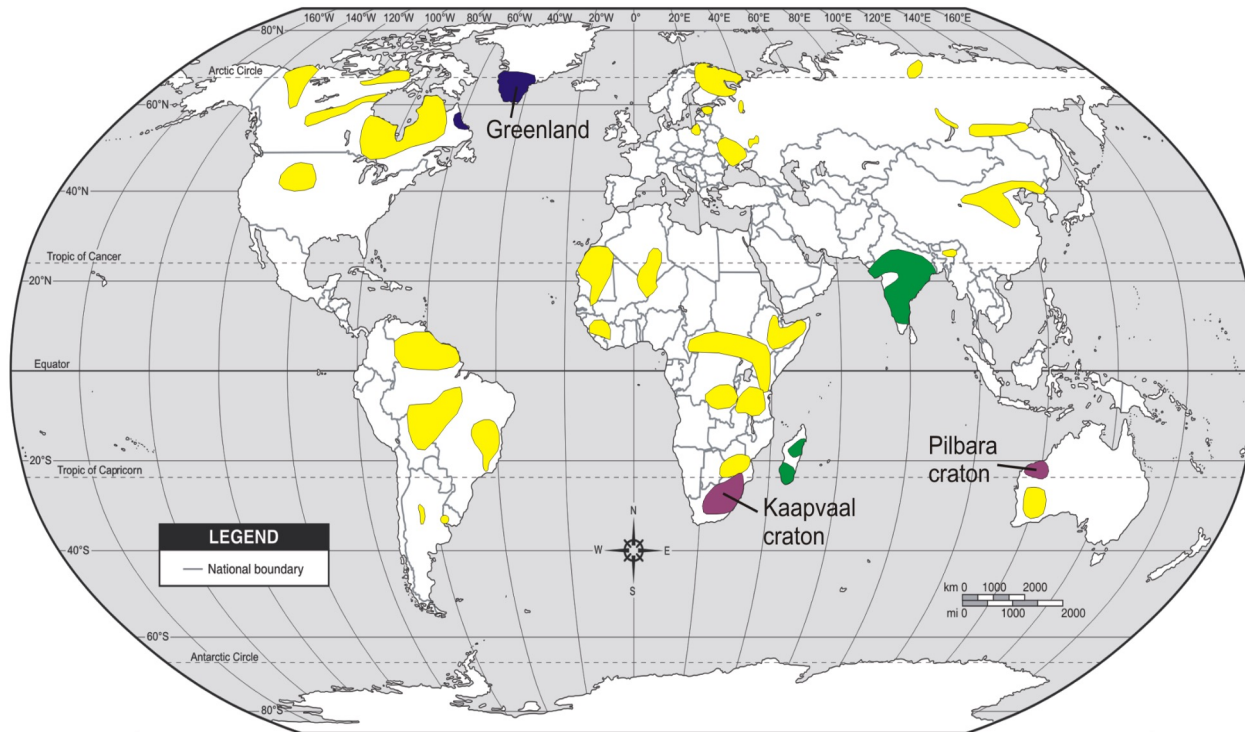 160°W 140°W 120°W 100°W 80°W 60°W 40°W 20°W 0° 20°E 40°E 60°E 80°E 100°E 120°E 140°E 160°E
80°N
Arctic Circle
60°N
Greenland
40°N
Tropic of Cancer
20°N
Equator
Pilbara
craton
20°S
Tropic of Capricorn
Kaapvaal
craton
LEGEND
National boundary
N
W E
S
40°S
km 0 1000 2000
mi 0 1000 2000
60°S
Antarctic Circle
80°S